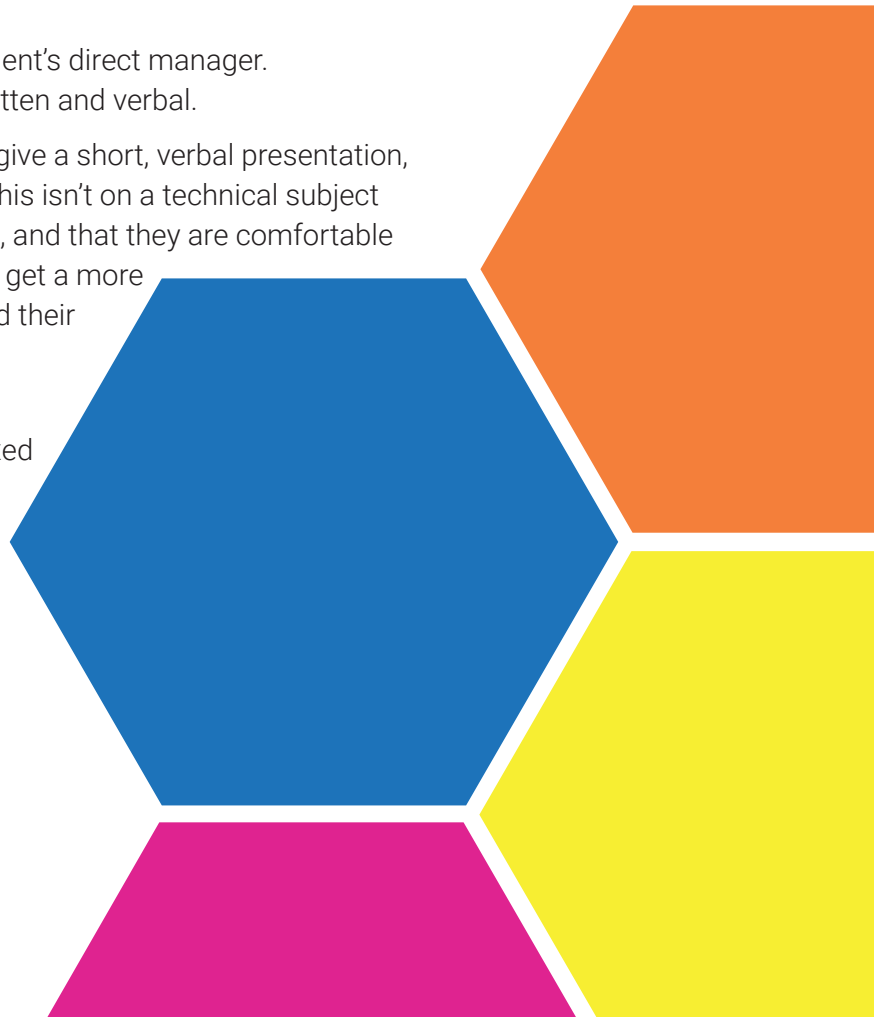 ent’s direct manager.
tten and verbal.
give a short, verbal presentation,
his isn’t on a technical subject
, and that they are comfortable
get a more
d their
ed